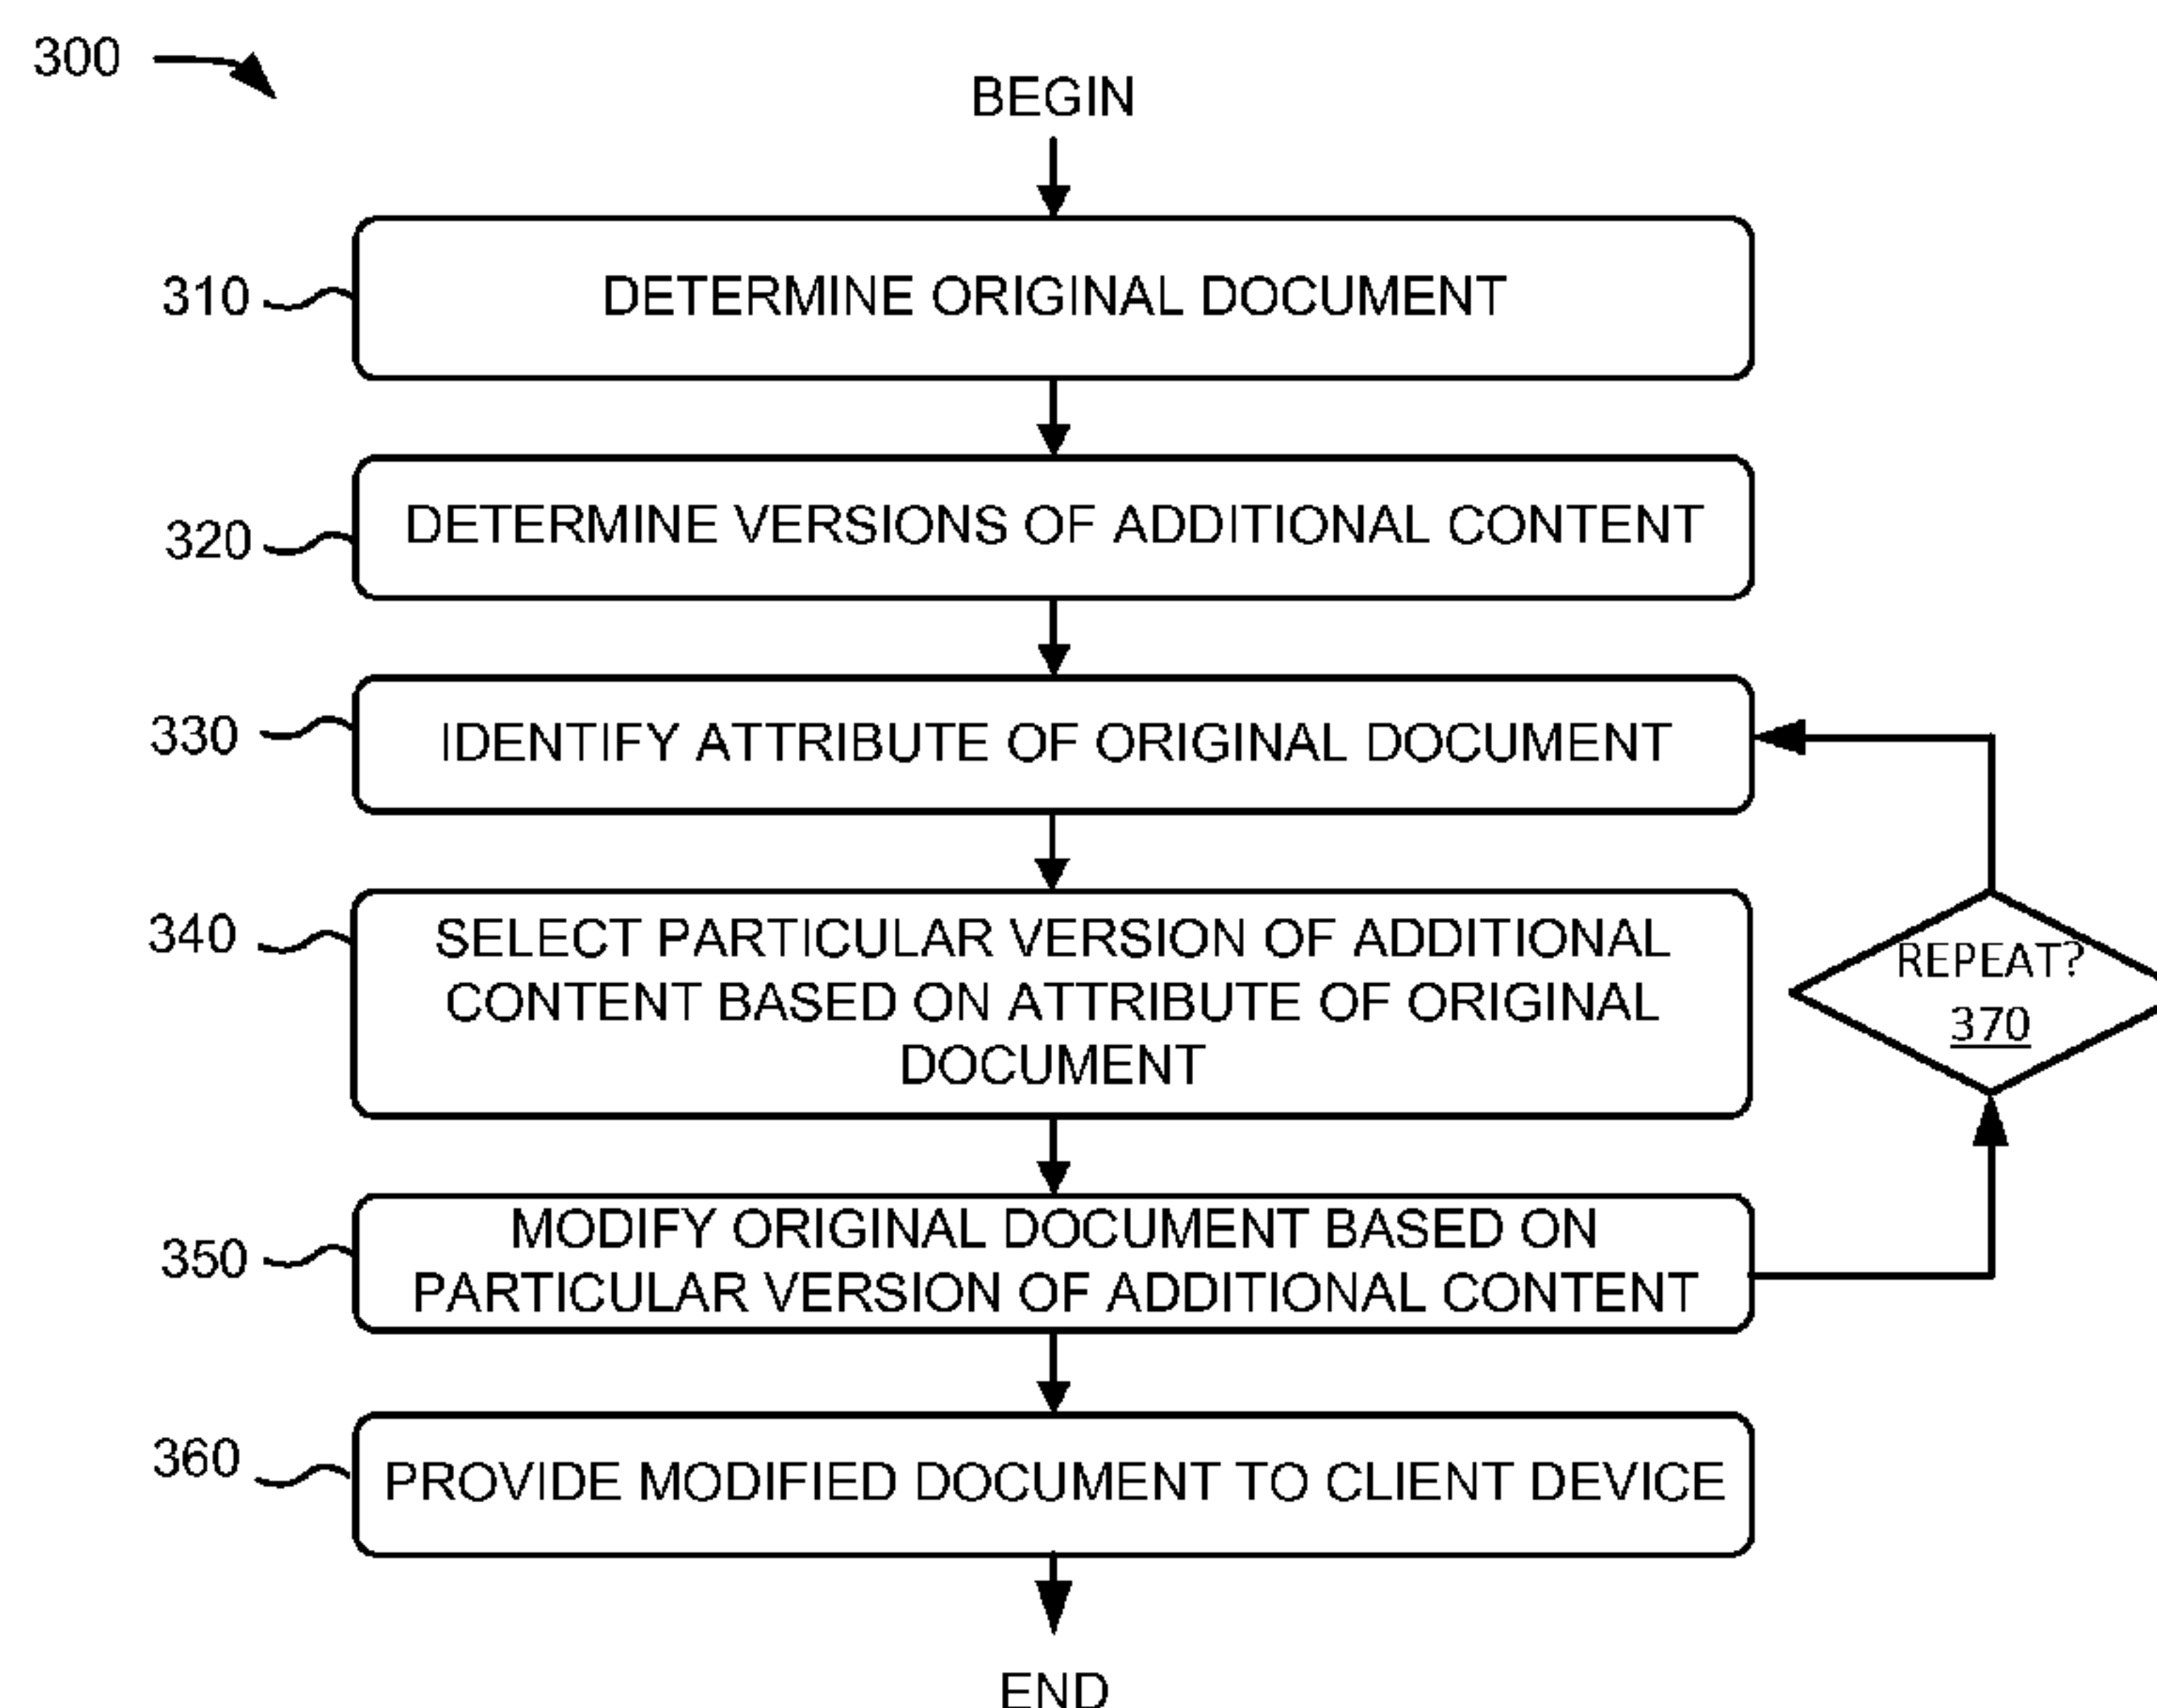 300
BEGIN
310
DETERMINE ORIGINAL DOCUMENT
320
DETERMINE VERSIONS OF ADDITIONAL CONTENT
330
IDENTIFY ATTRIBUTE OF ORIGINAL DOCUMENT
340
SELECT PARTICULAR VERSION OF ADDITIONAL
CONTENT BASED ON ATTRIBUTE OF ORIGINAL
DOCUMENT
REPEAT?
370
350
MODIFY ORIGINAL DOCUMENT BASED ON
PARTICULAR VERSION OF ADDITIONAL CONTENT
360
PROVIDE MODIFIED DOCUMENT TO CLIENT DEVICE
END